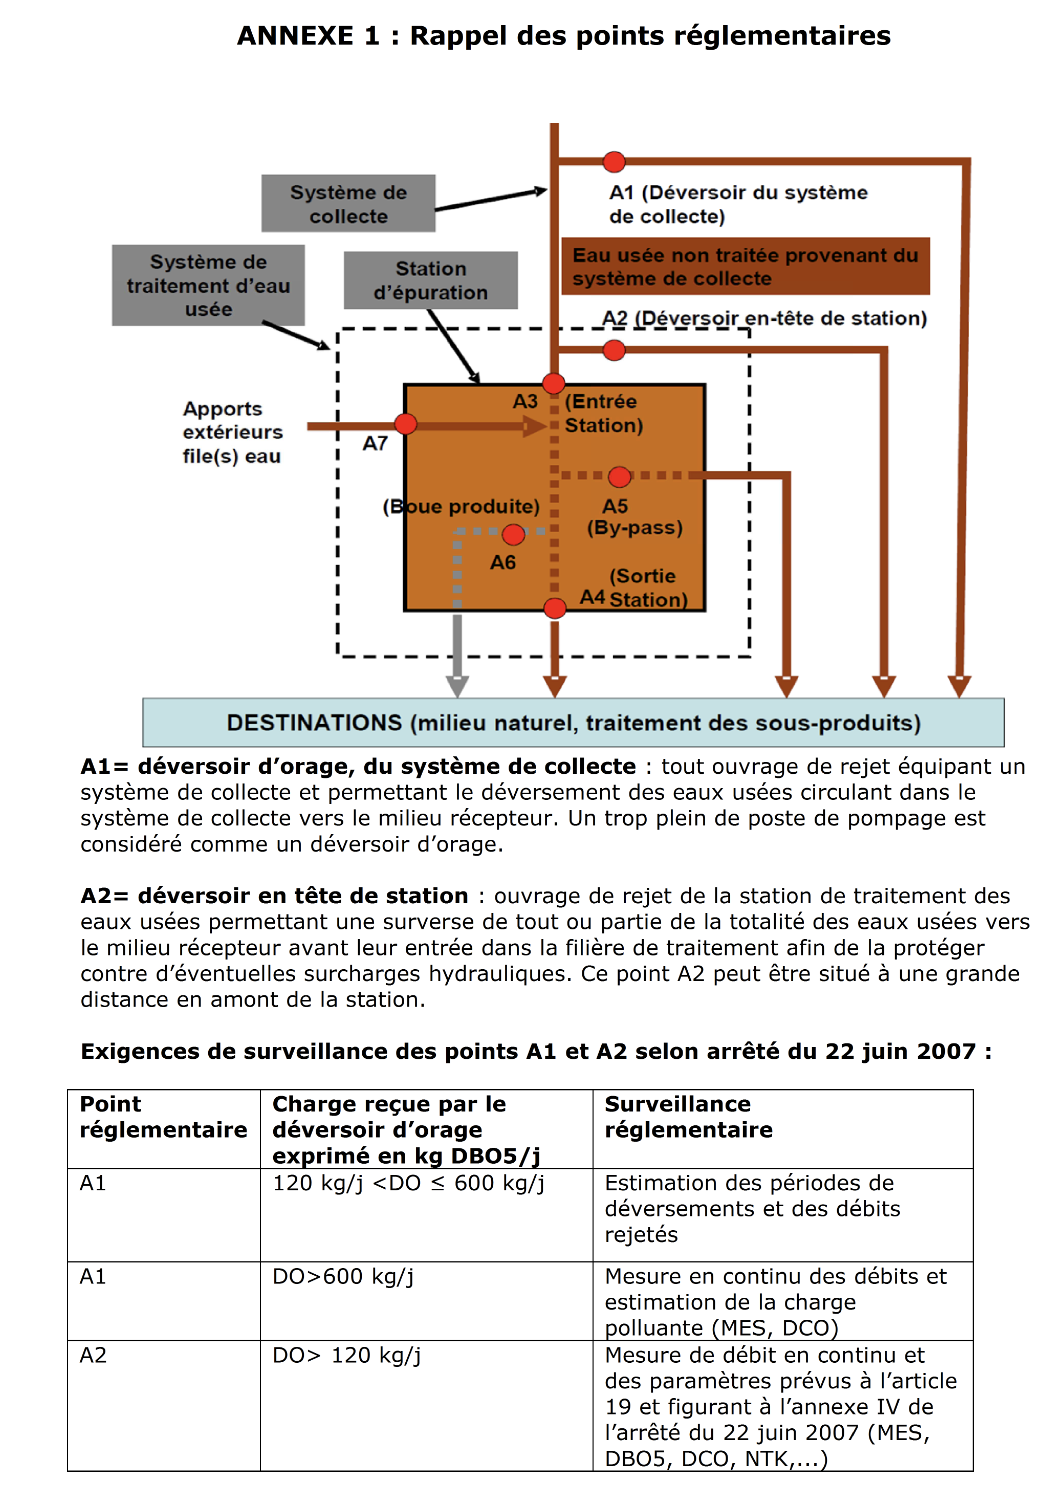 ANNEXE 1 : Rappel des points réglementaires
Système de
collecte
A1 (Déversoir du système
de collecte)
Système de
traitement d'eau
usée
Station
d'épuration
Eau usée non traitée provenant du
système de collecte
A2 (Déversoir en-tête de station)
Apports
extérieurs
file(s) eau
A7
A3
(Entrée
Station)
(Boue produite)
A5
(By-pass)
A6
(Sortie
A4 Station)
DESTINATIONS (milieu naturel, traitement des sous-produits)
A1= déversoir d'orage, du système de collecte : tout ouvrage de rejet équipant un
système de collecte et permettant le déversement des eaux usées circulant dans le
système de collecte vers le milieu récepteur. Un trop plein de poste de pompage est
considéré comme un déversoir d'orage.
A2= déversoir en tête de station : ouvrage de rejet de la station de traitement des
eaux usées permettant une surverse de tout ou partie de la totalité des eaux usées vers
le milieu récepteur avant leur entrée dans la filière de traitement afin de la protéger
contre d'éventuelles surcharges hydrauliques. Ce point A2 peut être situé à une grande
distance en amont de la station.
Exigences de surveillance des points A1 et A2 selon arrêté du 22 juin 2007 :
Point
réglementaire
Charge reçue par le
déversoir d'orage
exprimé en kg DBO5/j
Surveillance
réglementaire
A1
120 kg/j <DO ≤ 600 kg/j
Estimation des périodes de
déversements et des débits
rejetés
A1
DO>600 kg/j
Mesure en continu des débits et
estimation de la charge
polluante (MES, DCO)
A2
DO> 120 kg/j
Mesure de débit en continu et
des paramètres prévus à l'article
19 et figurant à l'annexe IV de
l'arrêté du 22 juin 2007 (MES,
DBO5, DCO, NTK,...)